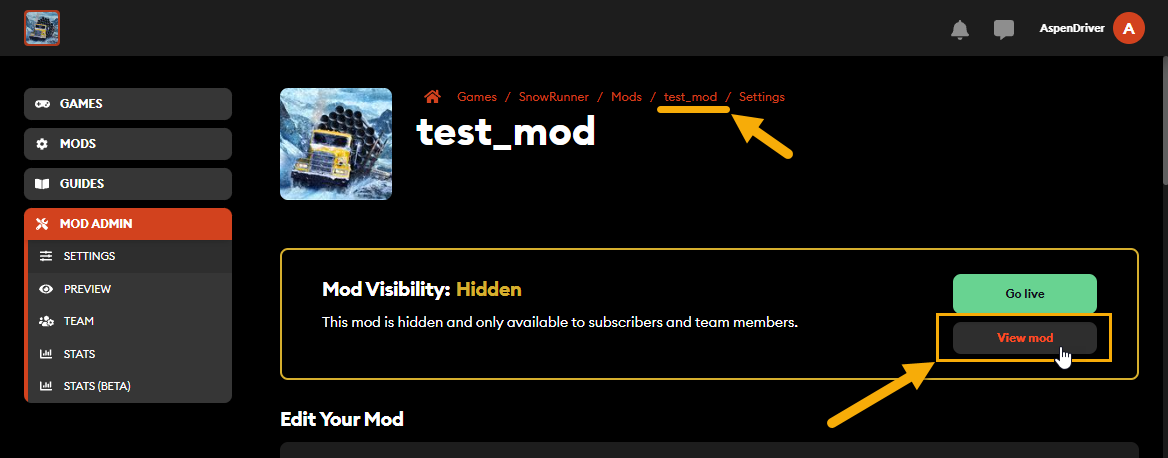 AspenDriver A
GAMES
MODS
GUIDES
MOD ADMIN
SETTINGS
PREVIEW
TEAM
STATS
STATS (BETA)
Games / SnowRunner / Mods / test_mod / Settings
test_mod
Mod Visibility: Hidden
This mod is hidden and only available to subscribers and team members.
Go live
View mod
Edit Your Mod